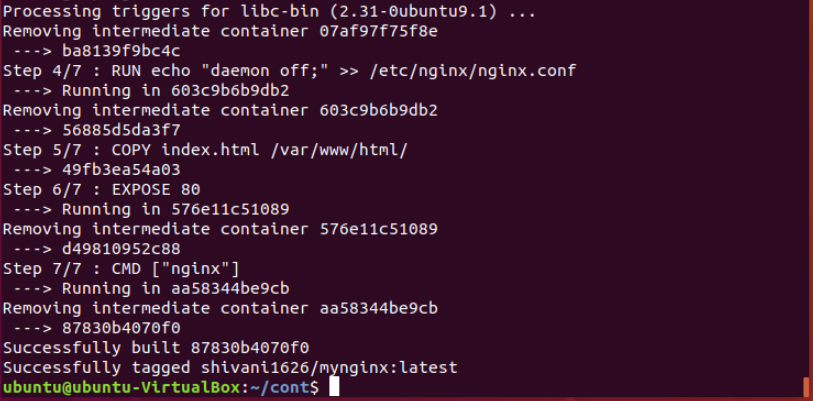 Processing triggers for libc-bin (2.31-0ubuntu9.1) ...
Removing intermediate container 07af97f75f8e
 ---> ba8139f9bc4c
Step 4/7 : RUN echo "daemon off;" >> /etc/nginx/nginx.conf
 ---> Running in 603c9b6b9db2
Removing intermediate container 603c9b6b9db2
 ---> 56885d5da3f7
Step 5/7 : COPY index.html /var/www/html/
 ---> 49fb3ea54a03
Step 6/7 : EXPOSE 80
 ---> Running in 576e11c51089
Removing intermediate container 576e11c51089
 ---> d49810952c88
Step 7/7 : CMD ["nginx"]
 ---> Running in aa58344be9cb
Removing intermediate container aa58344be9cb
 ---> 87830b4070f0
Successfully built 87830b4070f0
Successfully tagged shivani1626/mynginx:latest
ubuntu@ubuntu-VirtualBox:~/cont$